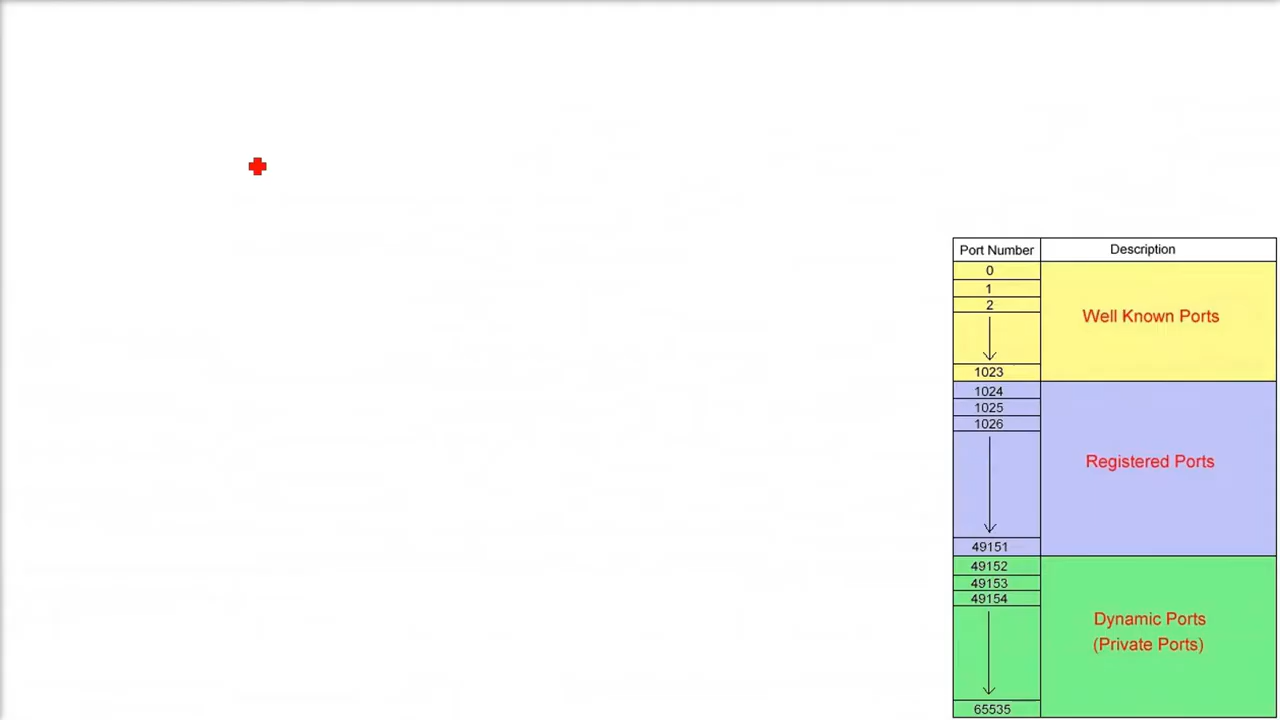 Port Number Description
0
1
2
Well Known Ports
1023
1024
1025
1026
Registered Ports
49151
49152
49153
49154
Dynamic Ports
(Private Ports)
65535